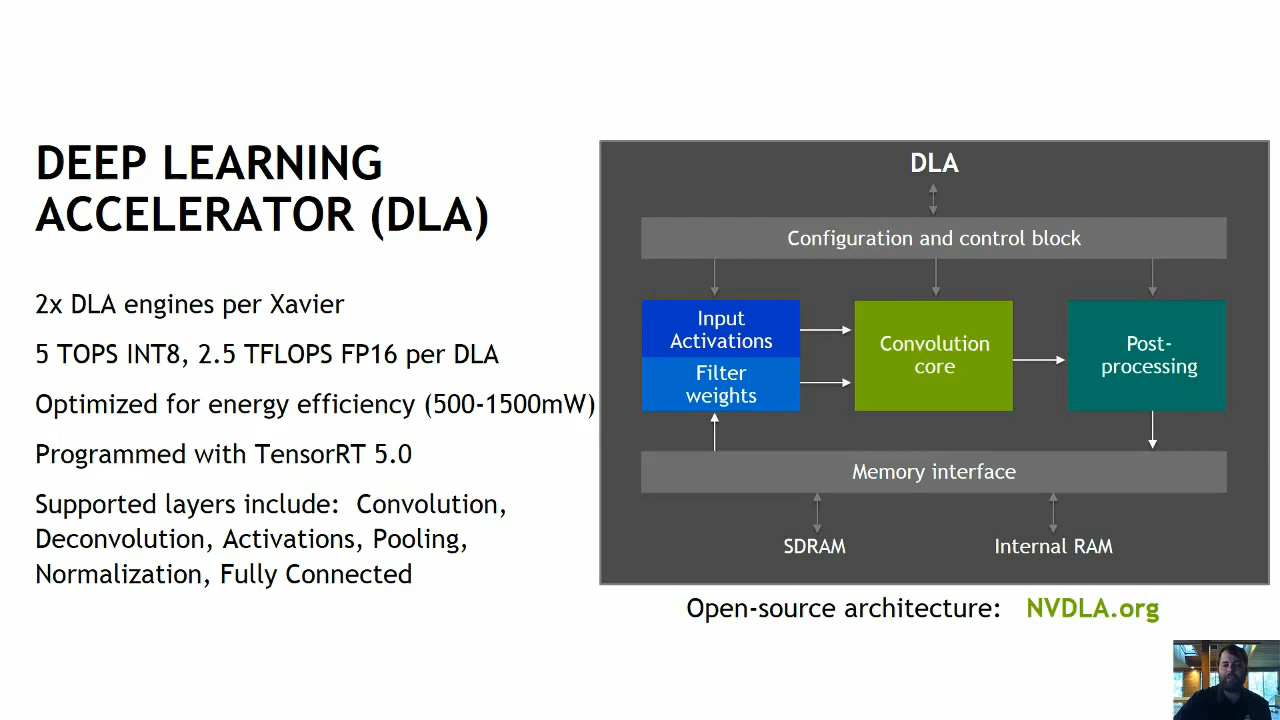 DEEP LEARNING
ACCELERATOR (DLA)
2x DLA engines per Xavier
5 TOPS INT8, 2.5 TFLOPS FP16 per DLA
Optimized for energy efficiency (500-1500mW)
Programmed with TensorRT 5.0
Supported layers include:  Convolution,
Deconvolution, Activations, Pooling,
Normalization, Fully Connected
DLA
Configuration and control block
Input
Activations
Filter
weights
Convolution
core
Post-
processing
Memory interface
SDRAM
Internal RAM
Open-source architecture:   NVDLA.org